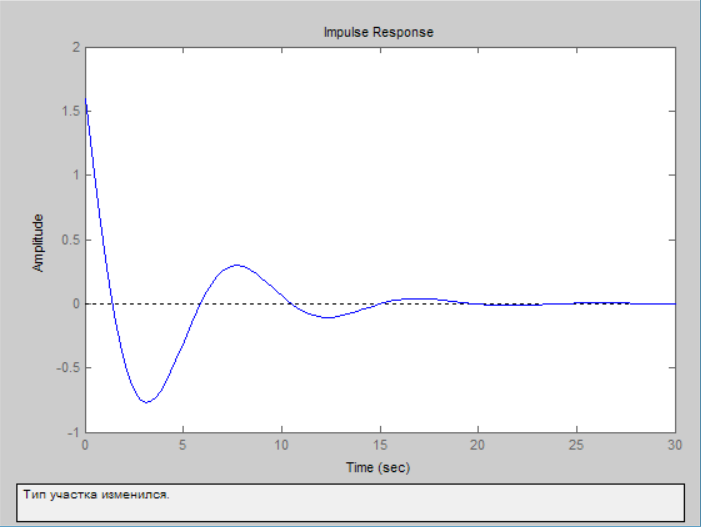 Impulse Response
2
1.5
1
0.5
0
-0.5
-1
Amplitude
0 5 10 15 20 25 30
Time (sec)
Тип участка изменился.